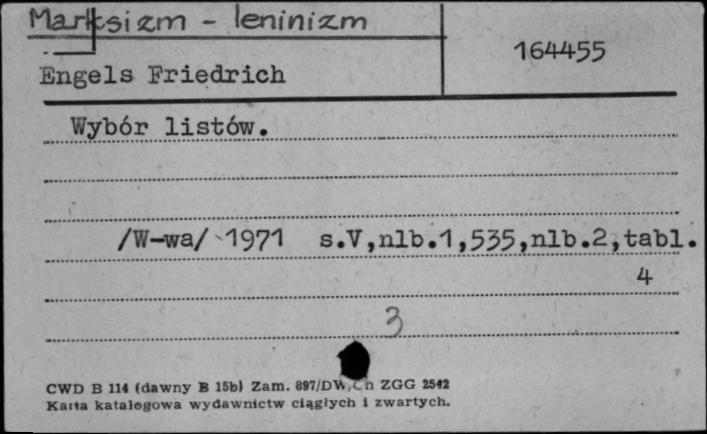 Marksizm - leninizm
164455
Engels Friedrich
Wybór listów.
/W-wa/ 1971 s.V,nlb.1,535,nlb.2,tabl.
4
3
CWD B 114 (dawny B 15b) Zam. 897/DW ZGG 2542
Karta katalogowa wydawnictw ciągłych i zwartych.